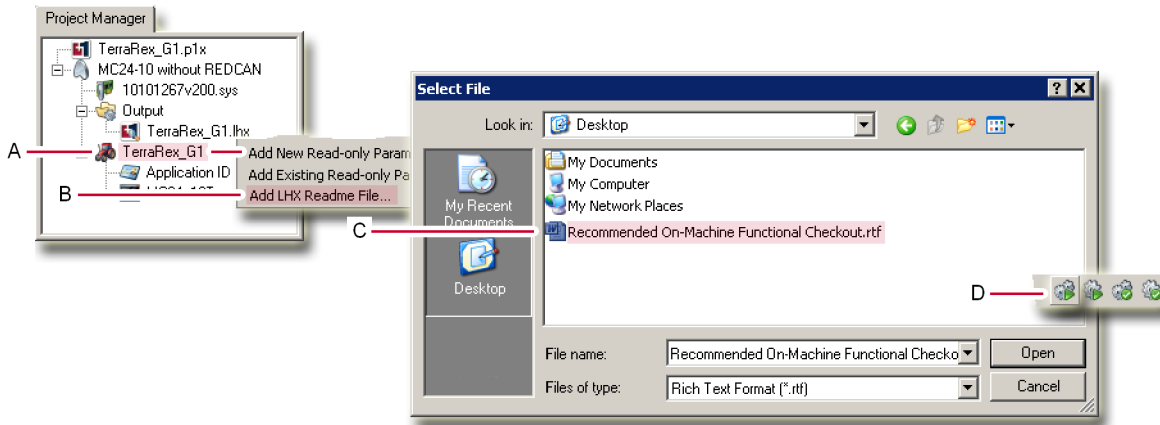 Project Manager
TerraRex_G1.p1x
MC24-10 without REDCAN
10101267v200.sys
Output
TerraRex_G1.lhx
A
TerraRex_G1
Add New Read-only Param
Application ID
Add Existing Read-only Pa
B
Add LHX Readme File...
Select File
Look in:
Desktop
My Recent
Documents
Desktop
My Documents
My Computer
My Network Places
C
Recommended On-Machine Functional Checkout.rtf
D
File name:
Recommended On-Machine Functional Checko
Open
Files of type:
Rich Text Format (*.rtf)
Cancel